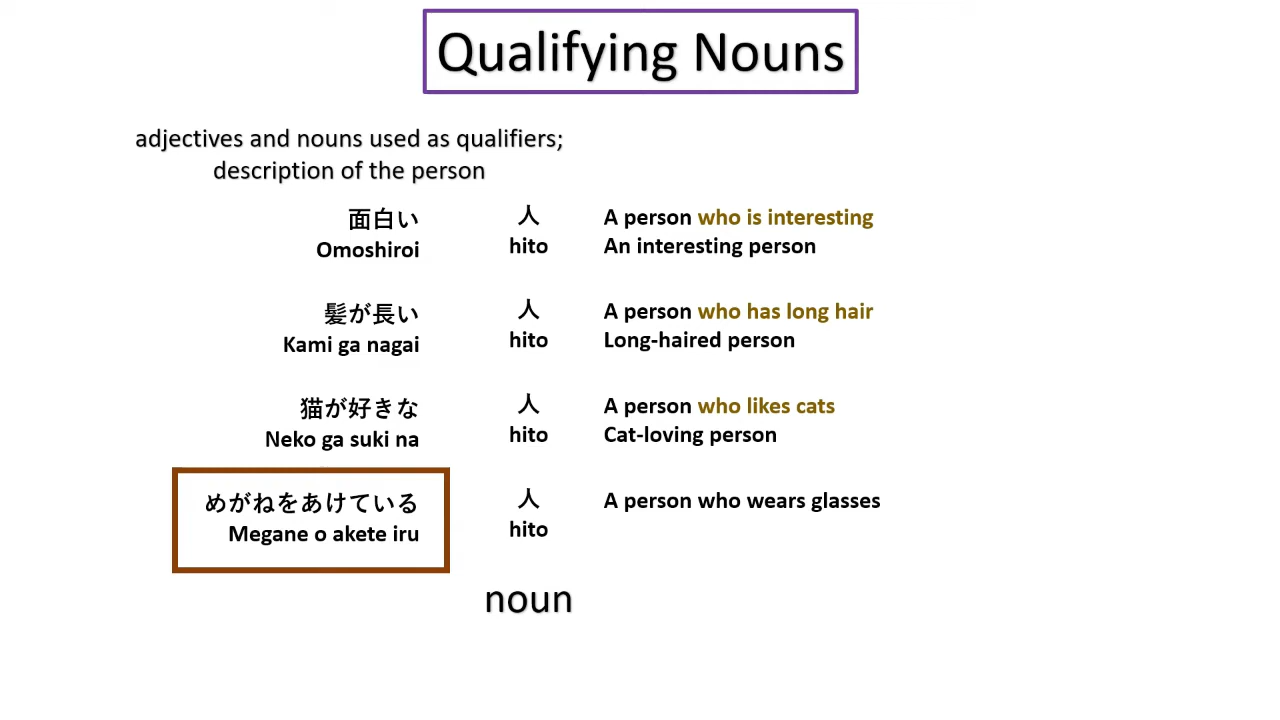 Qualifying Nouns
adjectives and nouns used as qualifiers;
description of the person
面白い 人 A person who is interesting
Omoshiroi hito An interesting person
髪が長い 人 A person who has long hair
Kami ga nagai hito Long-haired person
猫が好きな 人 A person who likes cats
Neko ga suki na hito Cat-loving person
めがねをあけている 人 A person who wears glasses
Megane o akete iru hito
noun